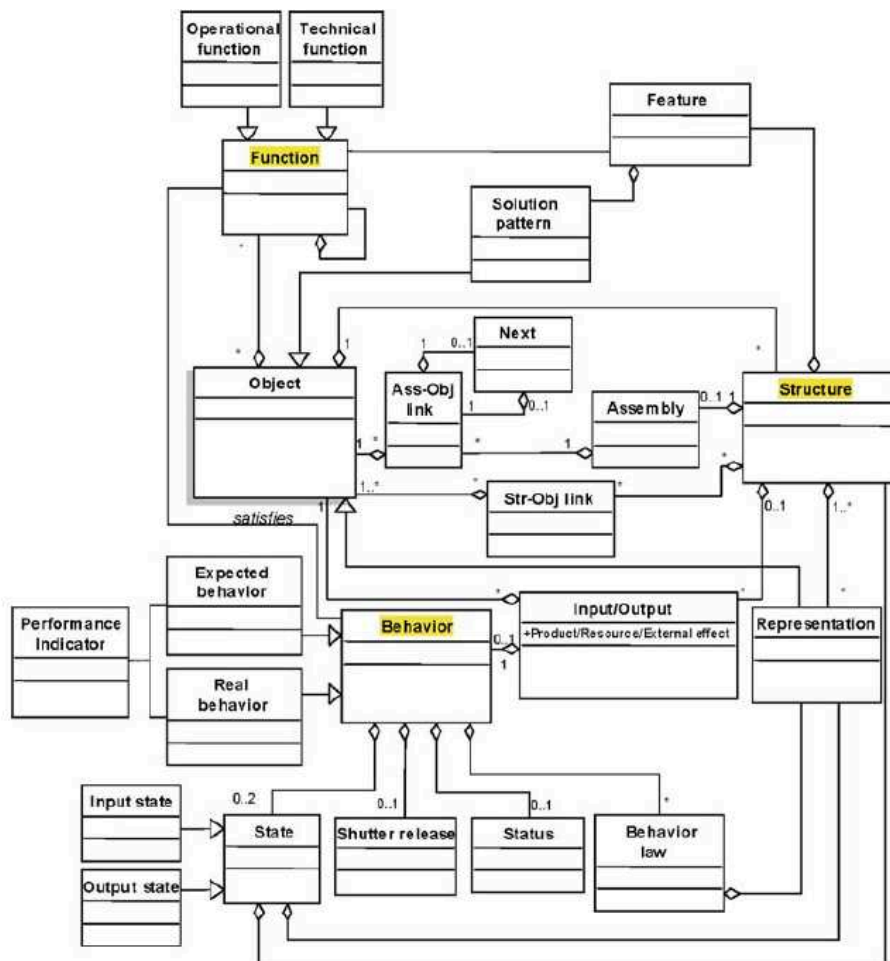 Operational
function
Technical
function
Feature
Function
Solution
pattern
*
*
1
*
1
0..1
Next
Object
Ass-Obj
link
1
0..1
Assembly
0..1
1
Structure
1
*
*
1
1..*
*
Str-Obj link
*
*
satisfies
1
0..1
1..*
Expected
behavior
*
Input/Output
*
*
Performance
Indicator
Behavior
0..1
+Product/Resource/External effect
Representation
1
Real
behavior
Input state
0..2
0..1
0..1
*
State
Shutter release
Status
Behavior
law
Output state